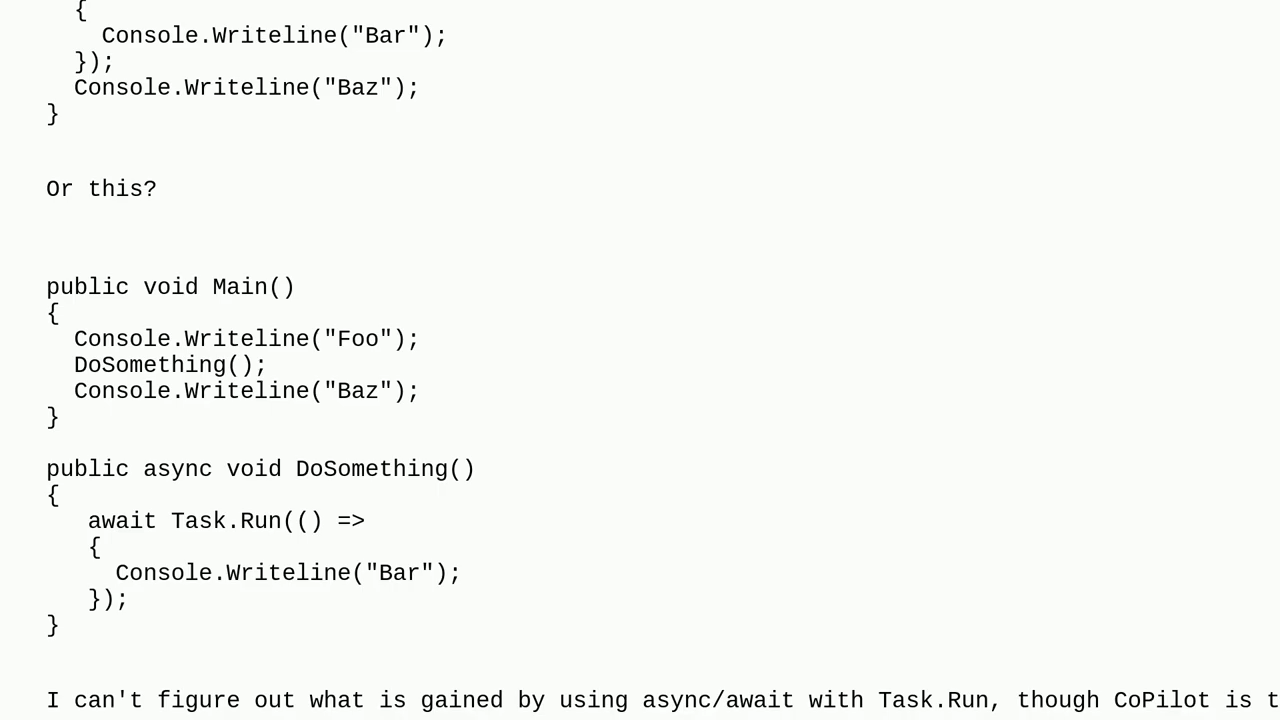 {
Console.Writeline("Bar");
});
Console.Writeline("Baz");
}
Or this?
public void Main()
{
Console.Writeline("Foo");
DoSomething();
Console.Writeline("Baz");
}
public async void DoSomething()
{
await Task.Run(() =>
{
Console.Writeline("Bar");
});
}
I can't figure out what is gained by using async/await with Task.Run, though CoPilot is